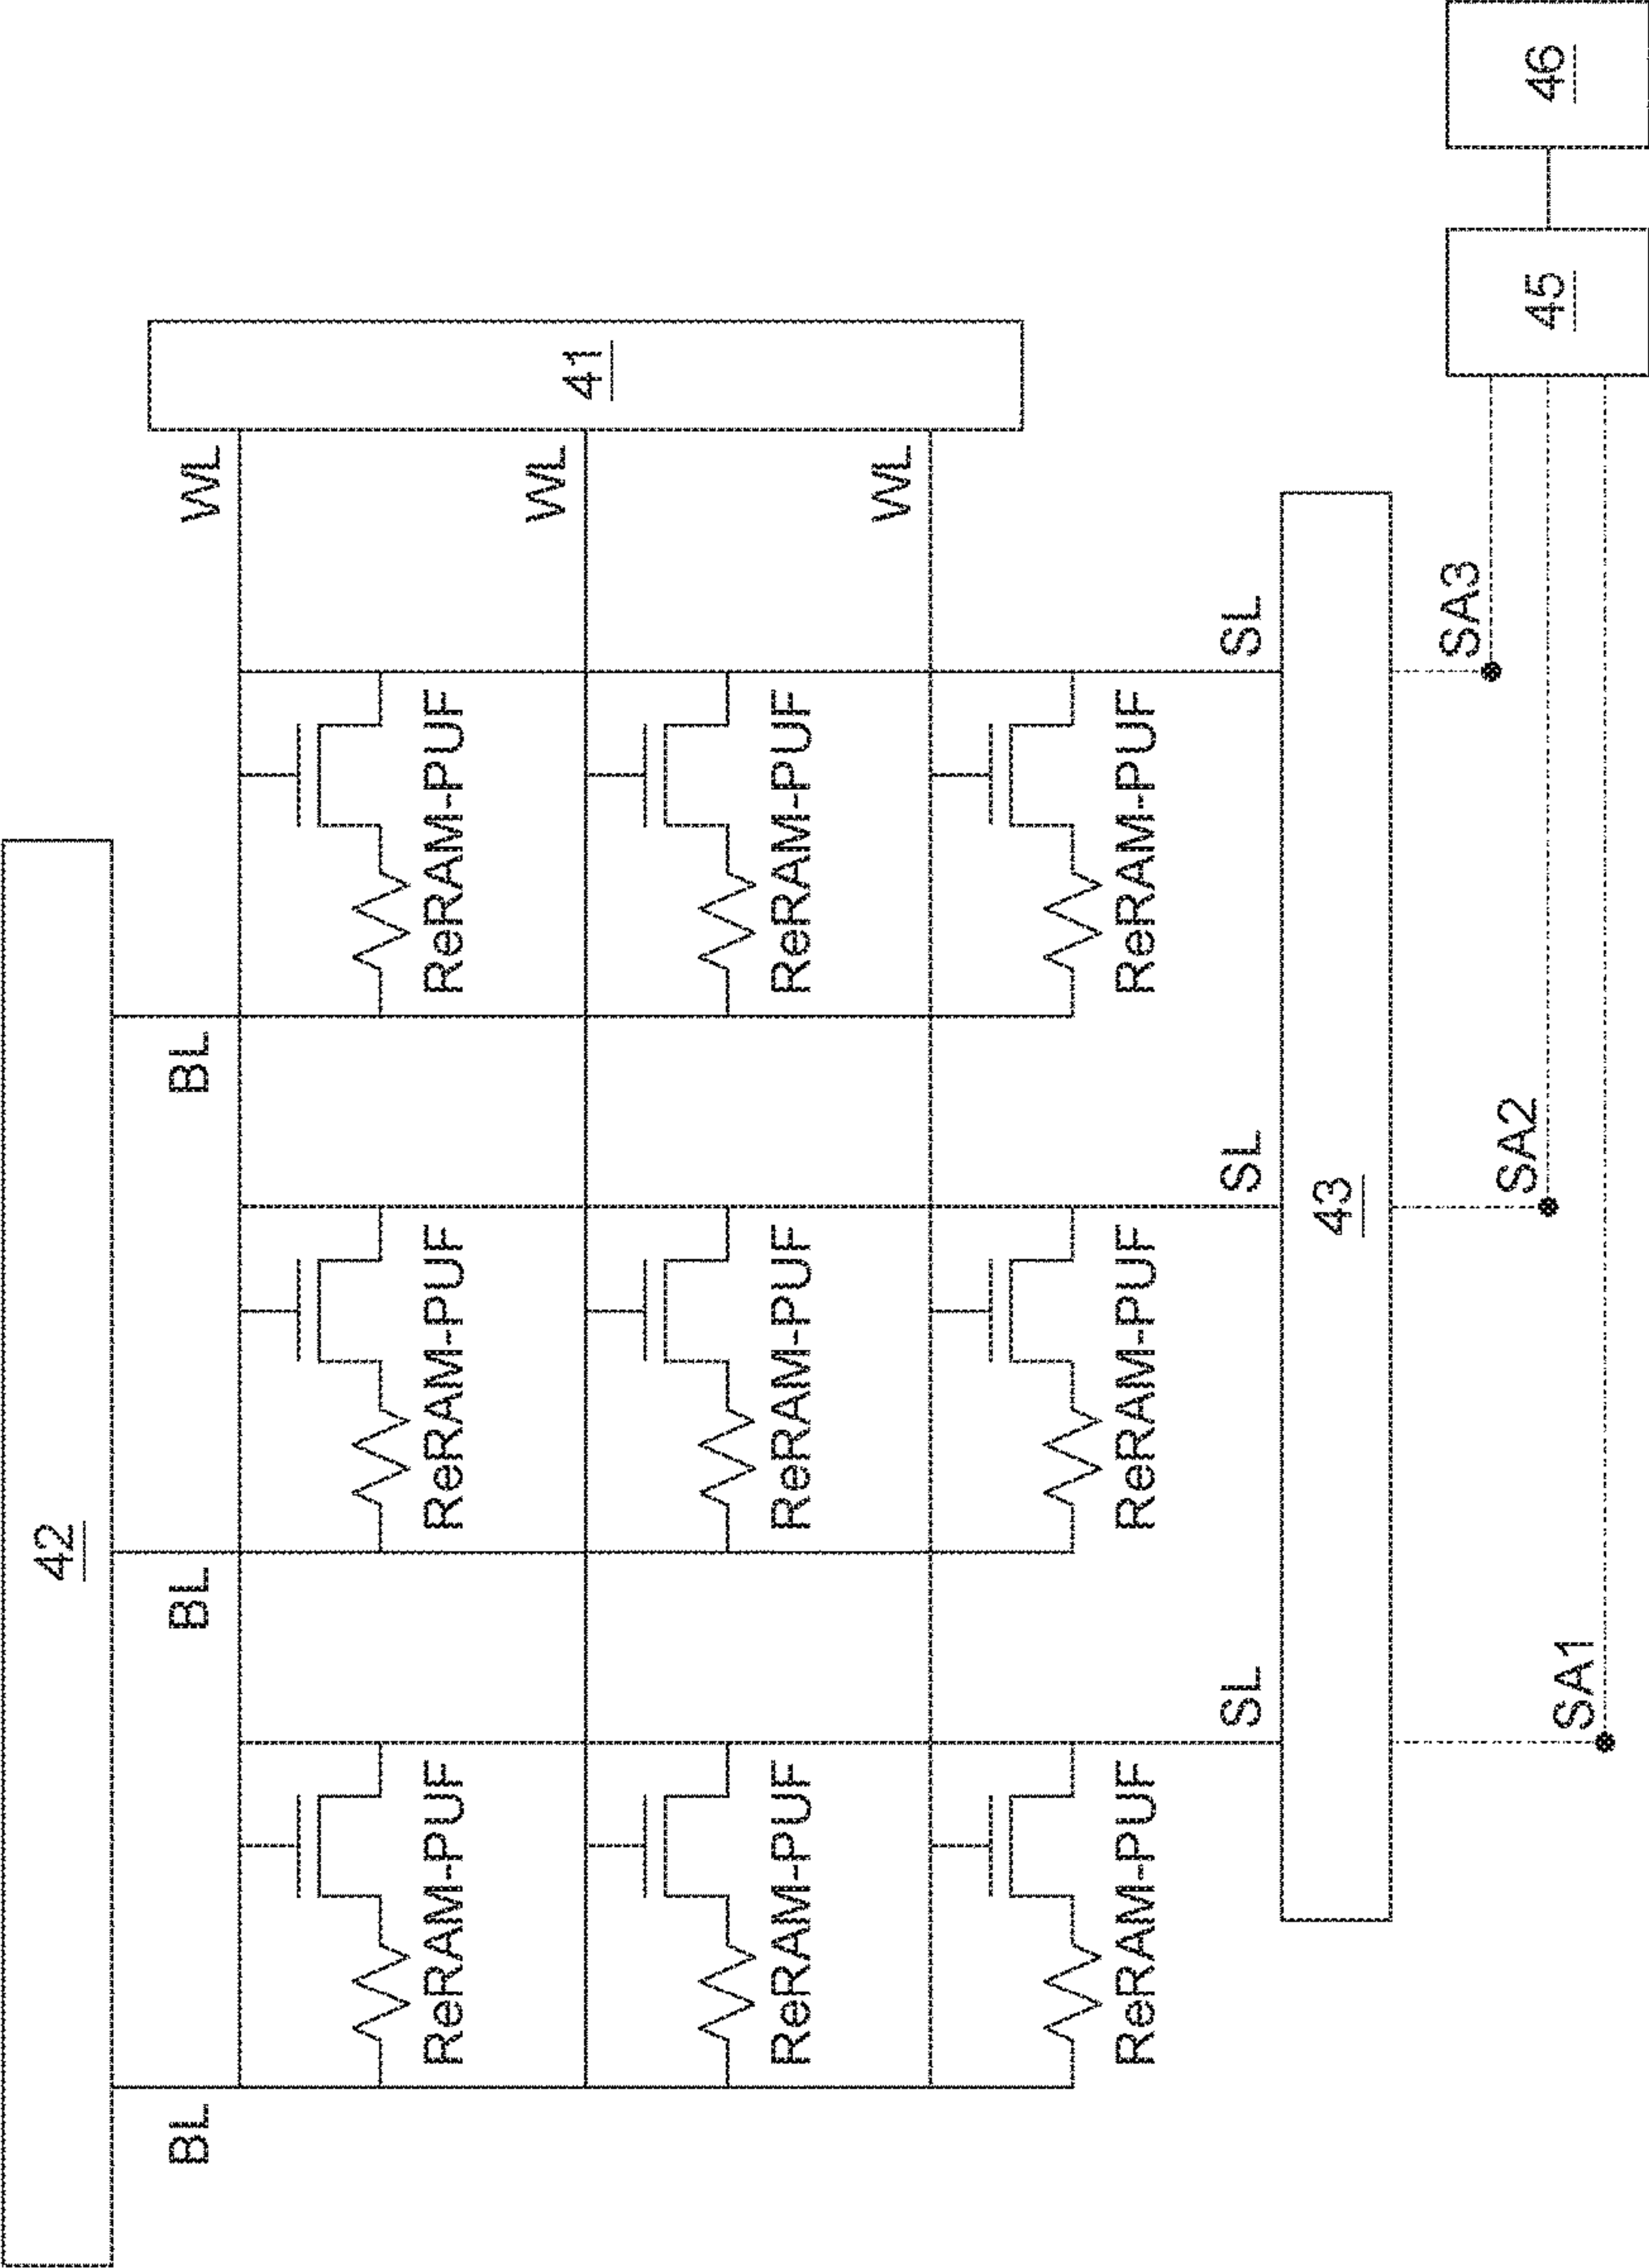 42
BL
BL
BL
WL
ReRAM-PUF
ReRAM-PUF
ReRAM-PUF
WL
41
ReRAM-PUF
ReRAM-PUF
ReRAM-PUF
WL
ReRAM-PUF
ReRAM-PUF
ReRAM-PUF
SL
SL
SL
43
SA3
SA2
SA1
45
46